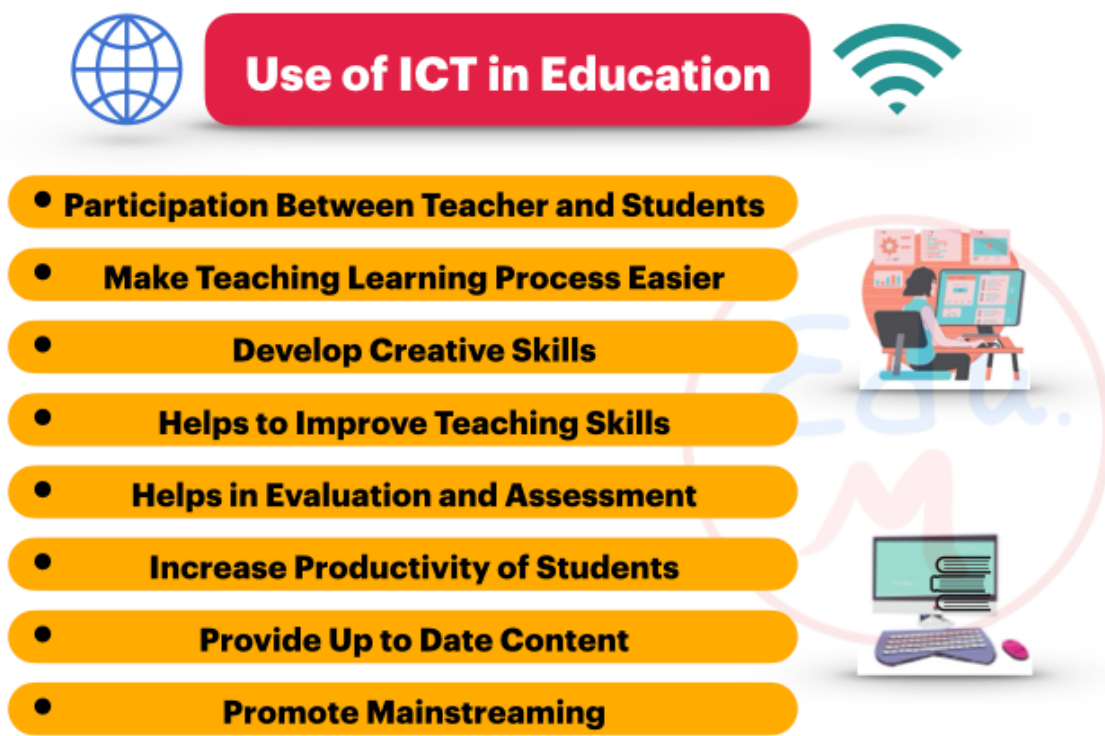 Use of ICT in Education
• Participation Between Teacher and Students
• Make Teaching Learning Process Easier
• Develop Creative Skills
• Helps to Improve Teaching Skills
• Helps in Evaluation and Assessment
• Increase Productivity of Students
• Provide Up to Date Content
• Promote Mainstreaming
Edu.
M